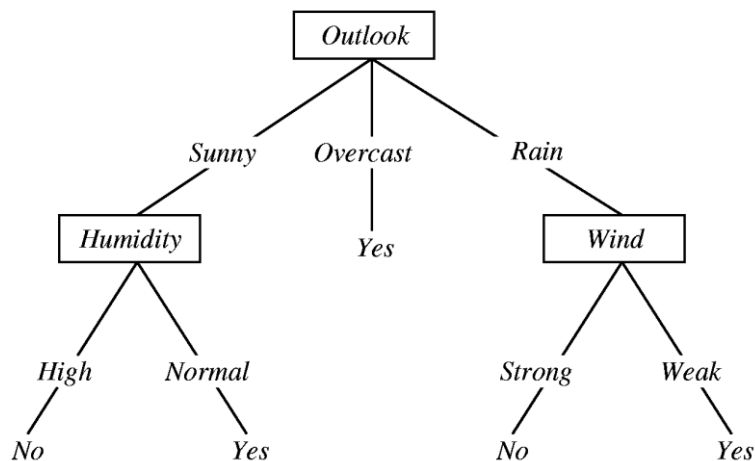 Outlook
Sunny Overcast Rain
Humidity Yes Wind
High Normal Strong Weak
No Yes No Yes